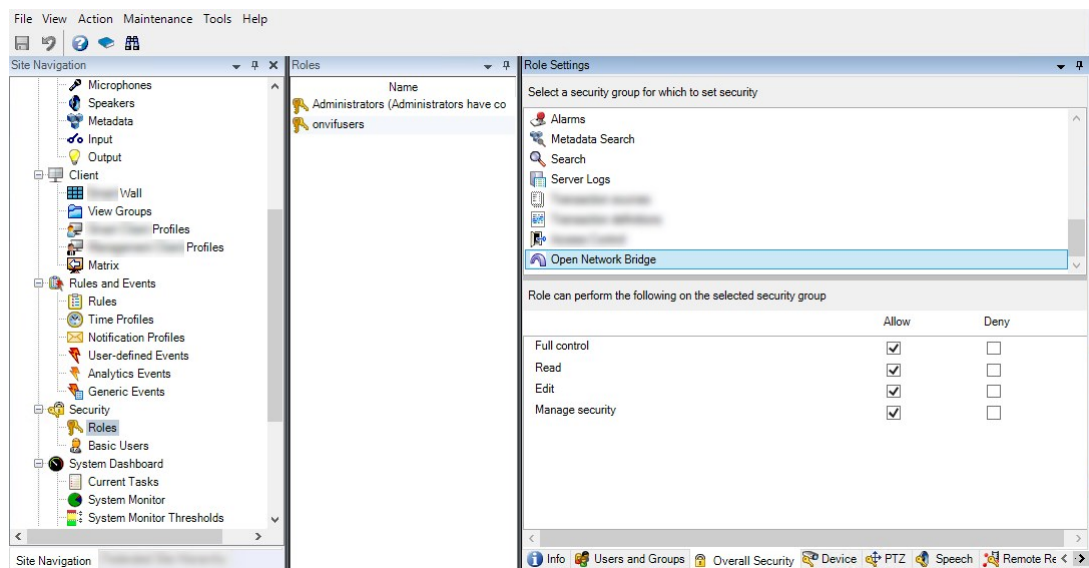 File View Action Maintenance Tools Help
Site Navigation
Microphones
Speakers
Metadata
Input
Output
Client
Wall
View Groups
Profiles
Profiles
Matrix
Rules and Events
Rules
Time Profiles
Notification Profiles
User-defined Events
Analytics Events
Generic Events
Security
Roles
Basic Users
System Dashboard
Current Tasks
System Monitor
System Monitor Thresholds
Site Navigation
Roles
Name
Administrators (Administrators have co
onvifusers
Role Settings
Select a security group for which to set security
Alarms
Metadata Search
Search
Server Logs
Open Network Bridge
Role can perform the following on the selected security group
Allow Deny
Full control
Read
Edit
Manage security
Info Users and Groups Overall Security Device PTZ Speech Remote Re